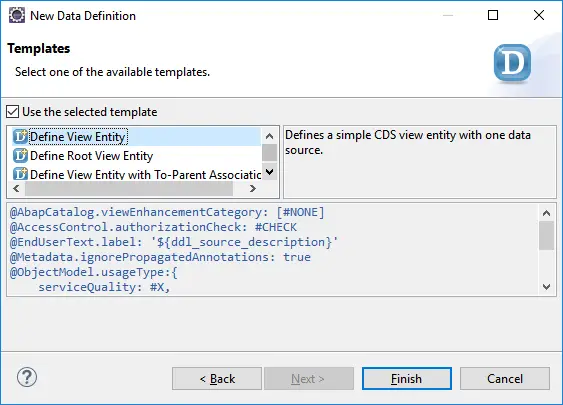 New Data Definition
Templates
Select one of the available templates.
D
Use the selected template
Define View Entity
Define Root View Entity
Define View Entity with To-Parent Associatic
Defines a simple CDS view entity with one data
source.
@AbapCatalog.viewEnhancementCategory: [#NONE]
@AccessControl.authorizationCheck: #CHECK
@EndUserText.label: '${ddl_source_description}'
@Metadata.ignorePropagatedAnnotations: true
@ObjectModel.usageType:{
serviceQuality: #X,
?
< Back
Next >
Finish
Cancel